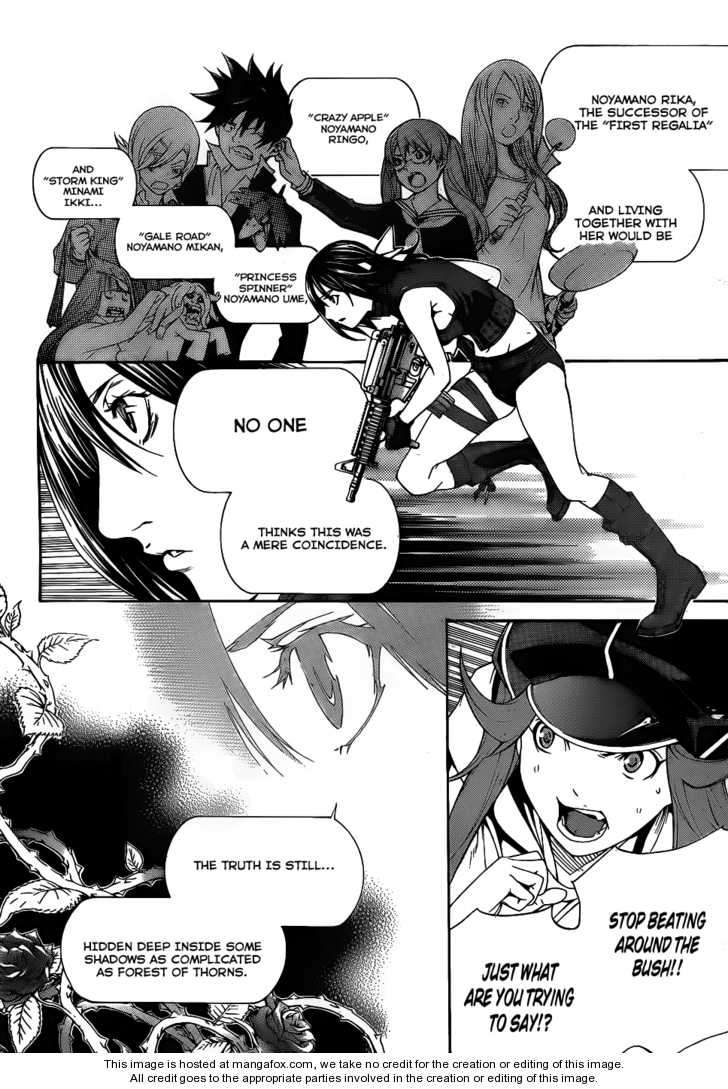 NOYAMANO RIKA,
THE SUCCESSOR OF
THE "FIRST REGALIA"
AND LIVING
TOGETHER WITH
HER WOULD BE
"CRAZY APPLE"
NOYAMANO
RINGO,
"PRINCESS
SPINNER"
NOYAMANO UME,
"GALE ROAD"
NOYAMANO MIKAN,
AND
"STORM KING"
MINAMI
IKKI...
NO ONE
THINKS THIS WAS
A MERE COINCIDENCE.
THE TRUTH IS STILL...
HIDDEN DEEP INSIDE SOME
SHADOWS AS COMPLICATED
AS FOREST OF THORNS.
STOP BEATING
AROUND THE
BUSH!!
JUST WHAT
ARE YOU TRYING
TO SAY!?
This image is hosted at mangafox.com, we take no credit for the creation or editing of this image.
All credit goes to the appropriate parties involved in the creation or editing of this image.